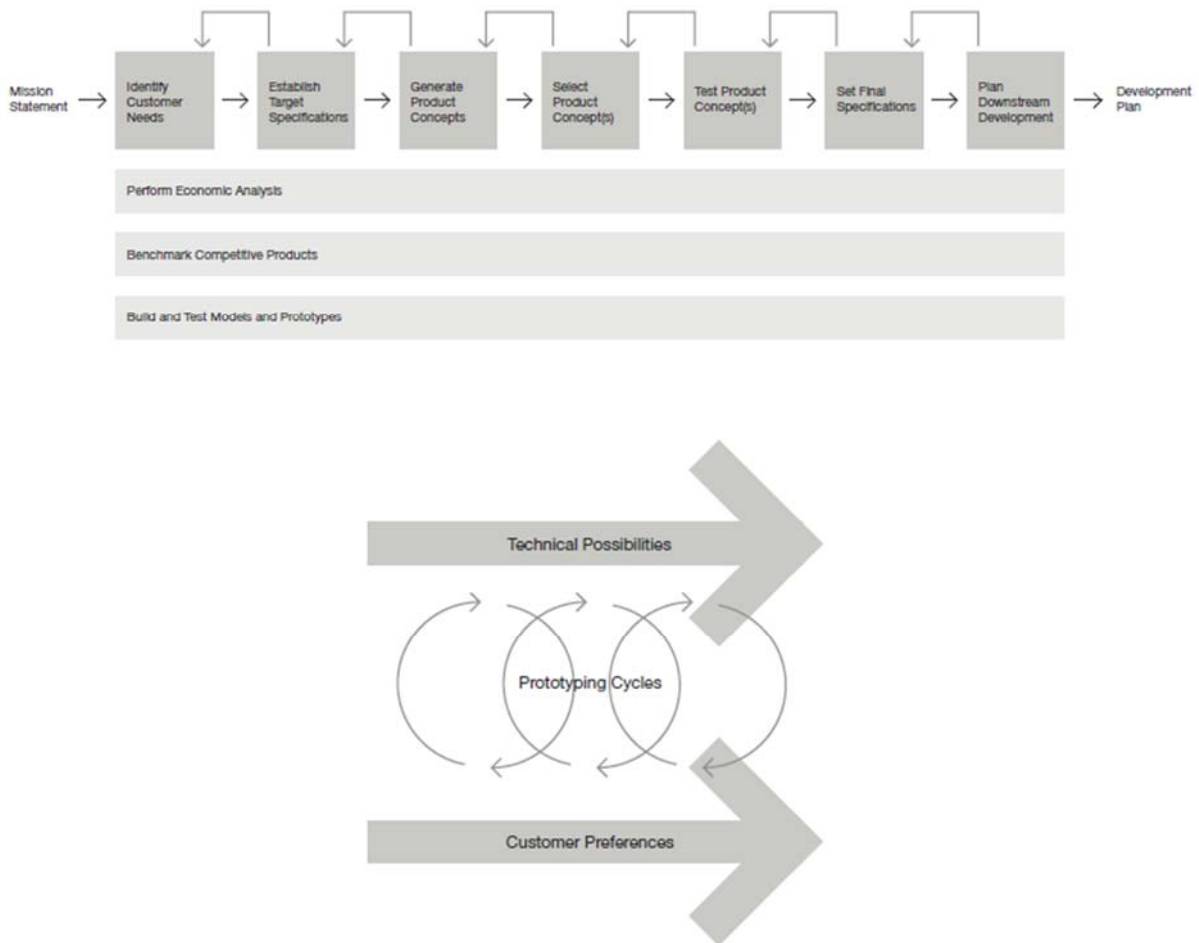 Mission
Statement
Identify
Customer
Needs
Establish
Target
Specifications
Generate
Product
Concepts
Select
Product
Concept(s)
Test Product
Concept(s)
Set Final
Specifications
Plan
Downstream
Development
Development
Plan
Perform Economic Analysis
Benchmark Competitive Products
Build and Test Models and Prototypes
Technical Possibilities
Prototyping Cycles
Customer Preferences